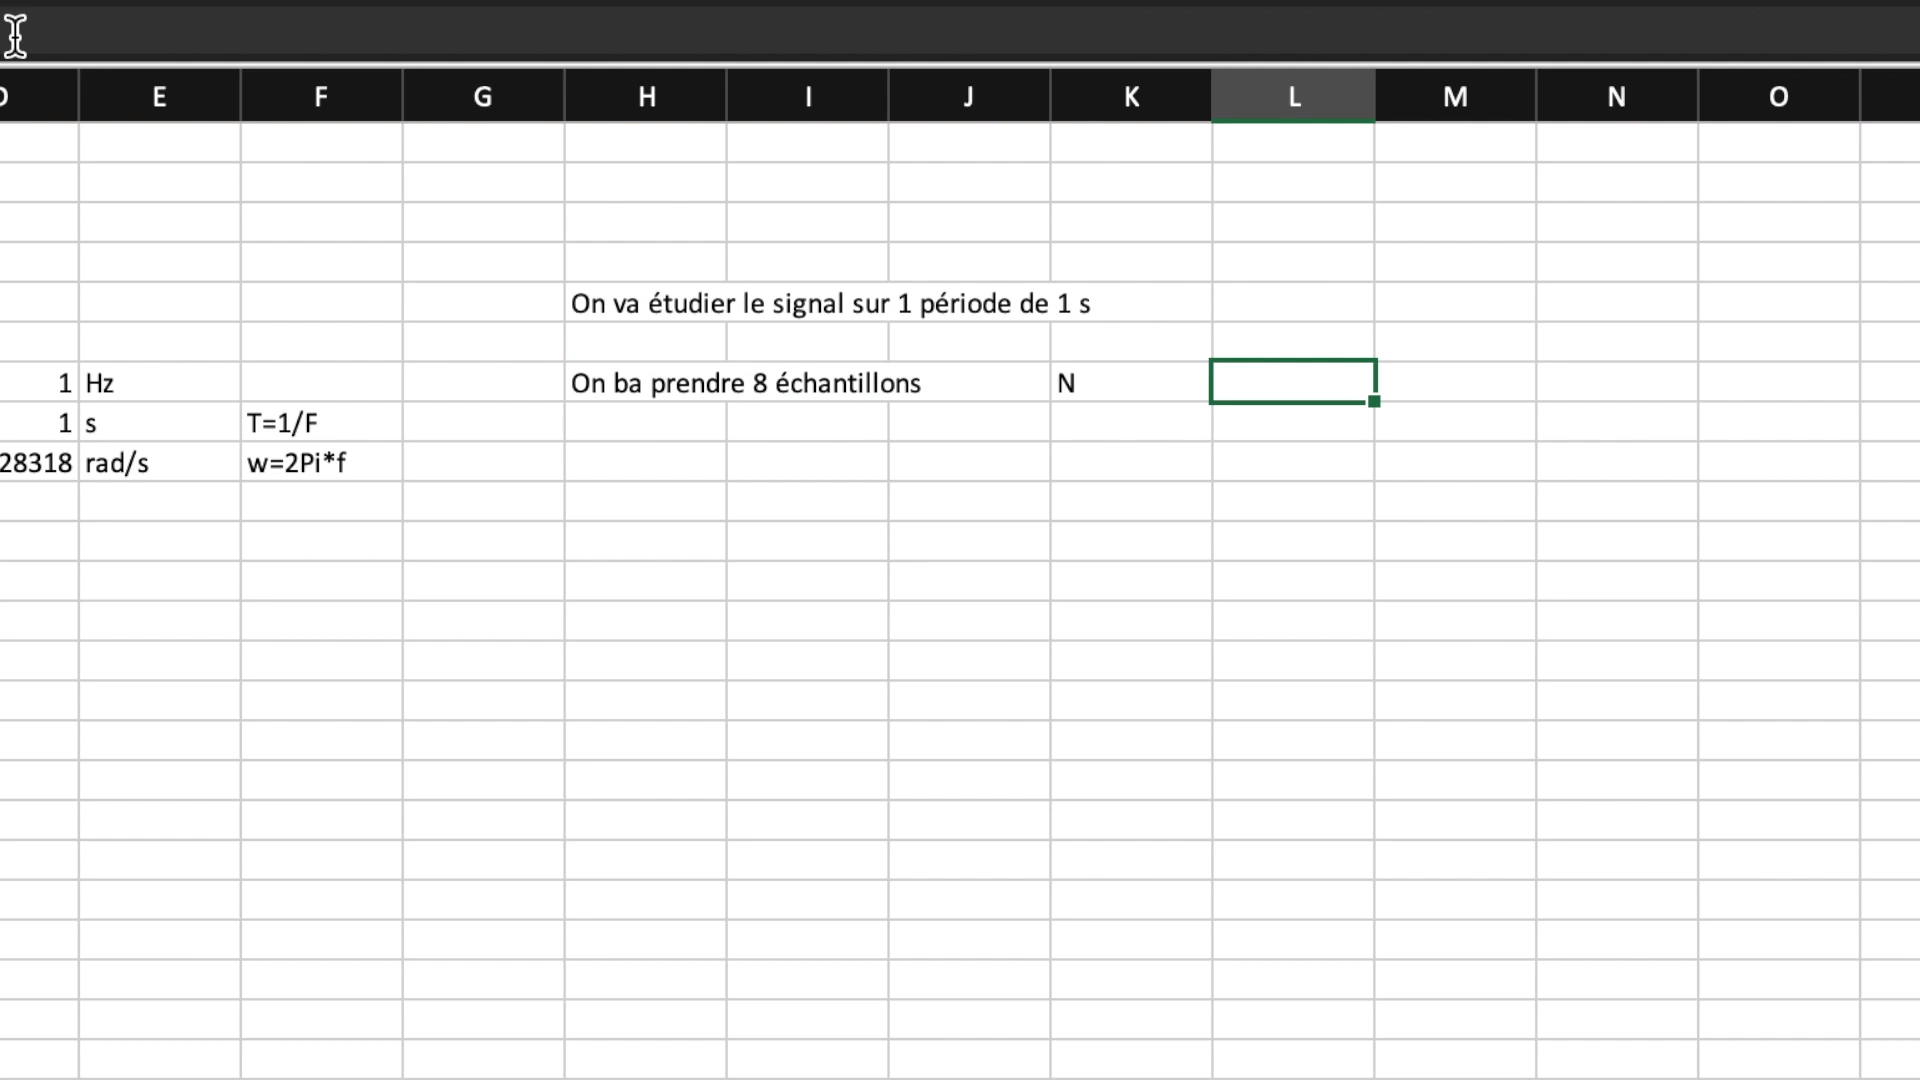 E F G H I J K L M N O
On va étudier le signal sur 1 période de 1 s
1 Hz On ba prendre 8 échantillons N
1 s T=1/F
28318 rad/s w=2Pi*f